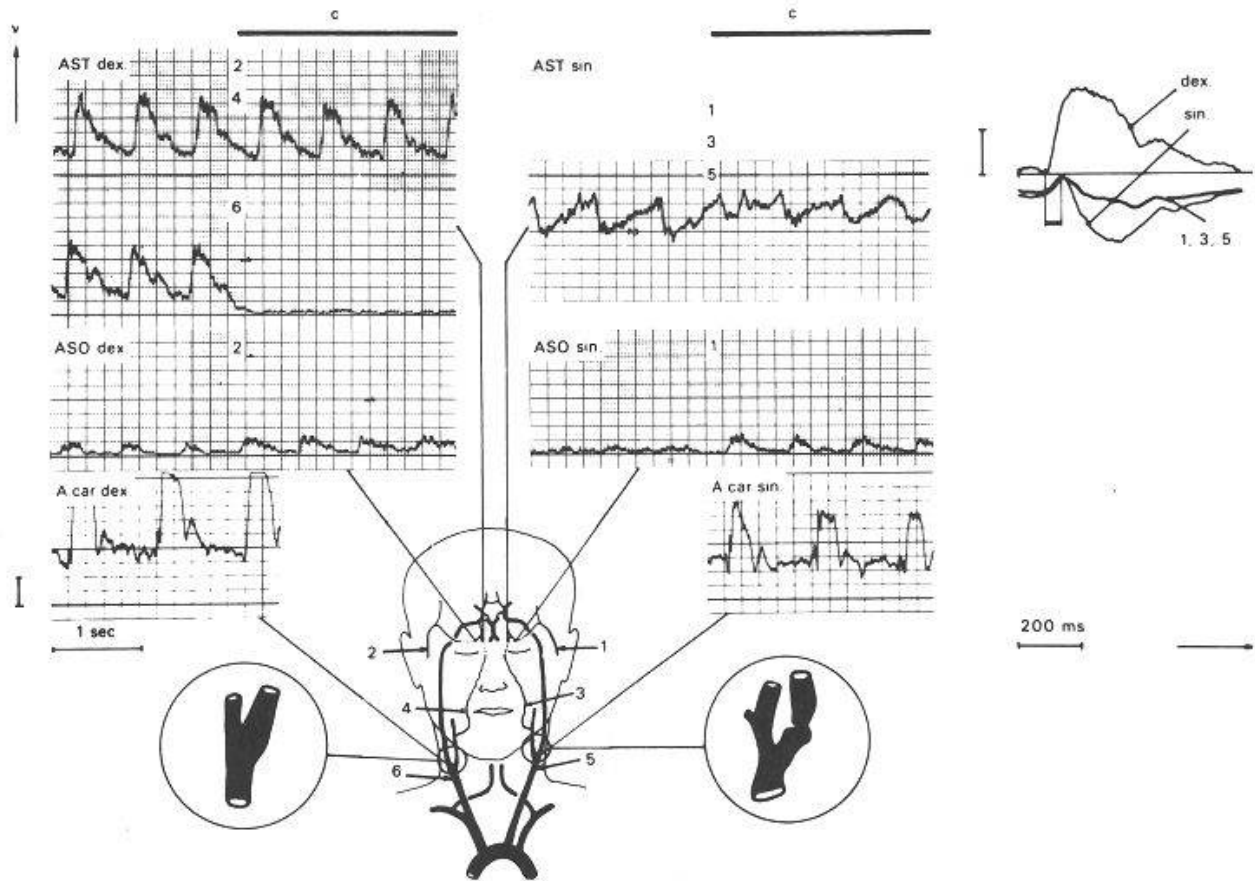 c
c
v
AST dex.
2
4
6
AST sin
1
3
5
dex.
sin.
1, 3, 5.
ASO dex.
2
ASO sin.
1
A car dex
A car sin.
1 sec
200 ms
2
1
4
3
6
5